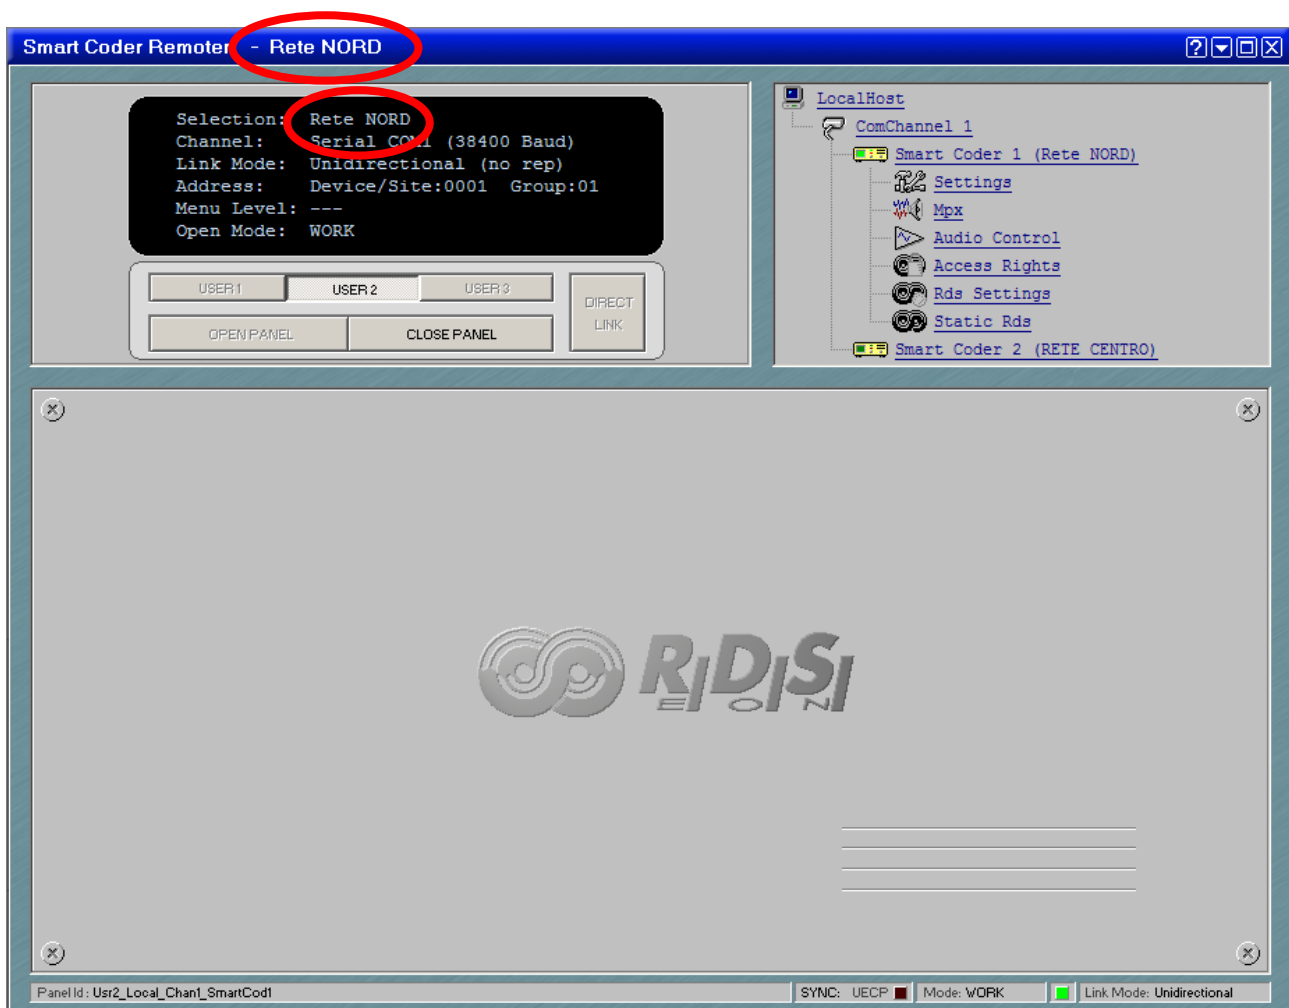 Smart Coder Remoter - Rete NORD
Selection: Rete NORD
Channel: Serial COM1 (38400 Baud)
Link Mode: Unidirectional (no rep)
Address: Device/Site:0001 Group:01
Menu Level: ---
Open Mode: WORK
USER 1 USER 2 USER 3
OPEN PANEL CLOSE PANEL
DIRECT
LINK
LocalHost
ComChannel 1
Smart Coder 1 (Rete NORD)
Settings
Mpx
Audio Control
Access Rights
Rds Settings
Static Rds
Smart Coder 2 (RETE CENTRO)
RDS
EON
Panel Id : Usr2_Local_Chan1_SmartCod1
SYNC: UECP Mode: WORK Link Mode: Unidirectional